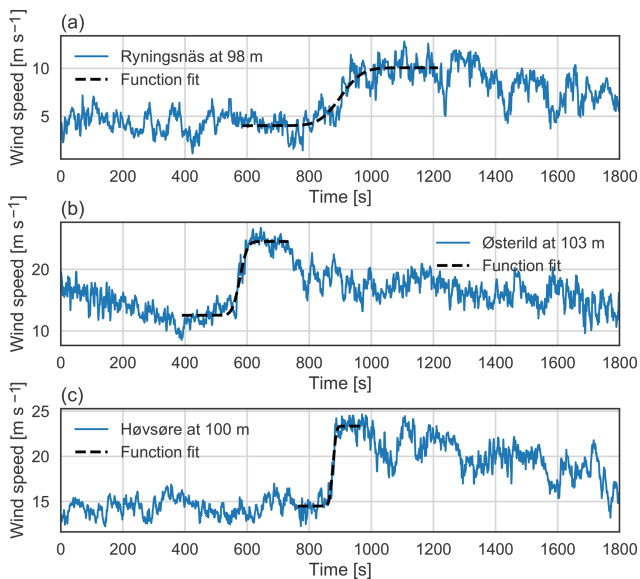 (a)
Wind speed [m s⁻¹]
10
5
Ryningsnäs at 98 m
Function fit
0 200 400 600 800 1000 1200 1400 1600 1800
Time [s]
(b)
Wind speed [m s⁻¹]
20
10
Østerild at 103 m
Function fit
0 200 400 600 800 1000 1200 1400 1600 1800
Time [s]
(c)
Wind speed [m s⁻¹]
25
20
15
Høvsøre at 100 m
Function fit
0 200 400 600 800 1000 1200 1400 1600 1800
Time [s]